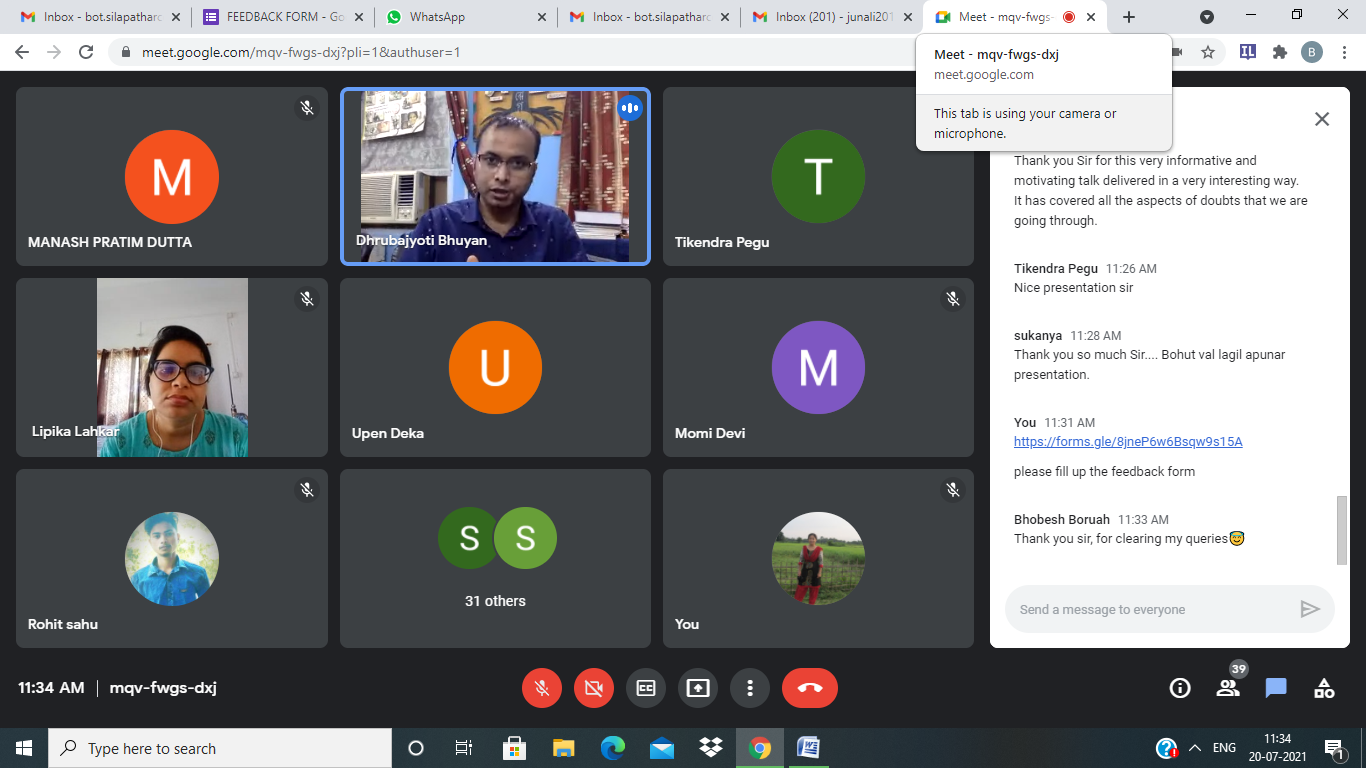 Inbox - bot.silapatharc
FEEDBACK FORM - Go
WhatsApp
Inbox - bot.silapatharc
Inbox (201) - junali201
Meet - mqv-fwgs-
meet.google.com/mqv-fwgs-dxj?pli=1&authuser=1
IL
B
Meet - mqv-fwgs-dxj
meet.google.com
This tab is using your camera or
microphone.
M
MANASH PRATIM DUTTA
Dhrubajyoti Bhuyan
T
Tikendra Pegu
Lipika Lahkar
U
Upen Deka
M
Momi Devi
Rohit sahu
S
S
31 others
You
Thank you Sir for this very informative and
motivating talk delivered in a very interesting way.
It has covered all the aspects of doubts that we are
going through.
Tikendra Pegu 11:26 AM
Nice presentation sir
sukanya 11:28 AM
Thank you so much Sir.... Bohut val lagil apunar
presentation.
You 11:31 AM
https://forms.gle/8jneP6w6Bsqw9s15A
please fill up the feedback form
Bhobesh Boruah 11:33 AM
Thank you sir, for clearing my queries😇
Send a message to everyone
11:34 AM | mqv-fwgs-dxj
CC
39
Type here to search
ENG
11:34
20-07-2021
1